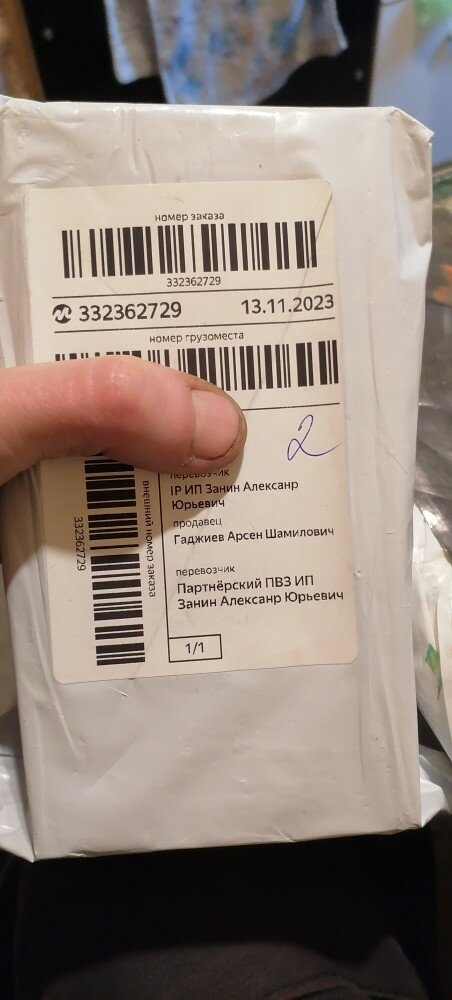 номер заказа
332362729
332362729 13.11.2023
номер грузоместа
2
перевозчик
IP ИП Занин Алексанр
Юрьевич
продавец
Гаджиев Арсен Шамилович
перевозчик
Партнёрский ПВЗ ИП
Занин Алексанр Юрьевич
1/1
внешний номер заказа
332362729